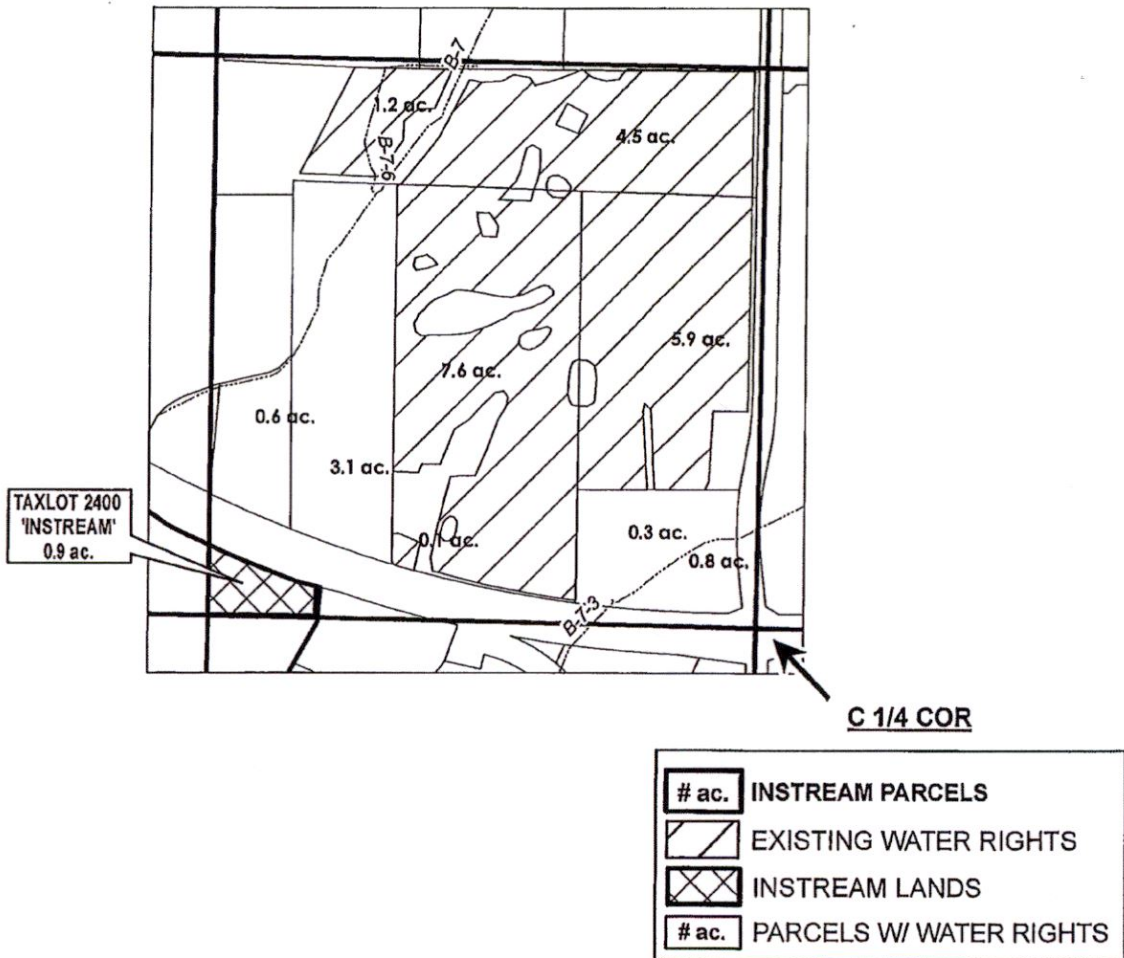 B-7
1.2 ac.
4.5 ac.
B-7-6
5.9 ac.
7.6 ac.
0.6 ac.
3.1 ac.
TAXLOT 2400
'INSTREAM'
0.9 ac.
0.1 ac.
0.3 ac.
0.8 ac.
B-7-3
C 1/4 COR
# ac. INSTREAM PARCELS
EXISTING WATER RIGHTS
INSTREAM LANDS
# ac. PARCELS W/ WATER RIGHTS